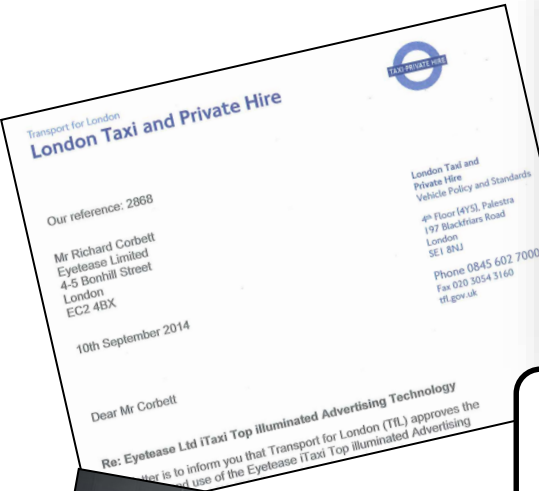 Transport for London
London Taxi and Private Hire
TAXI PRIVATE HIRE
Our reference: 2868
Mr Richard Corbett
Eyetease Limited
4-5 Bonhill Street
London
EC2 4BX
10th September 2014
London Taxi and
Private Hire
Vehicle Policy and Standards
4th Floor (4Y5), Palestra
197 Blackfriars Road
London
SE1 8NJ
Phone 0845 602 7000
Fax 020 3054 3160
tfl.gov.uk
Dear Mr Corbett
Re: Eyetease Ltd iTaxi Top illuminated Advertising Technology
is to inform you that Transport for London (TfL) approves the
use of the Eyetease iTaxi Top illuminated Advertising